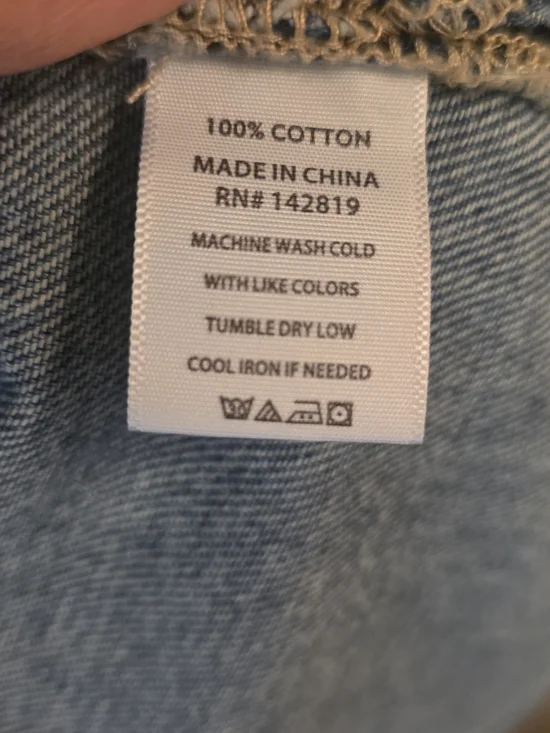 100% COTTON
MADE IN CHINA
RN# 142819
MACHINE WASH COLD
WITH LIKE COLORS
TUMBLE DRY LOW
COOL IRON IF NEEDED